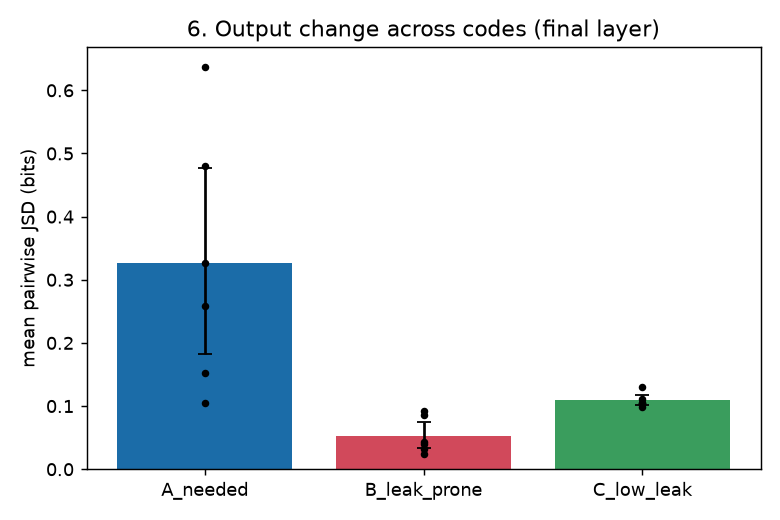 6. Output change across codes (final layer)
mean pairwise JSD (bits)
0.6
0.5
0.4
0.3
0.2
0.1
0.0
A_needed
B_leak_prone
C_low_leak